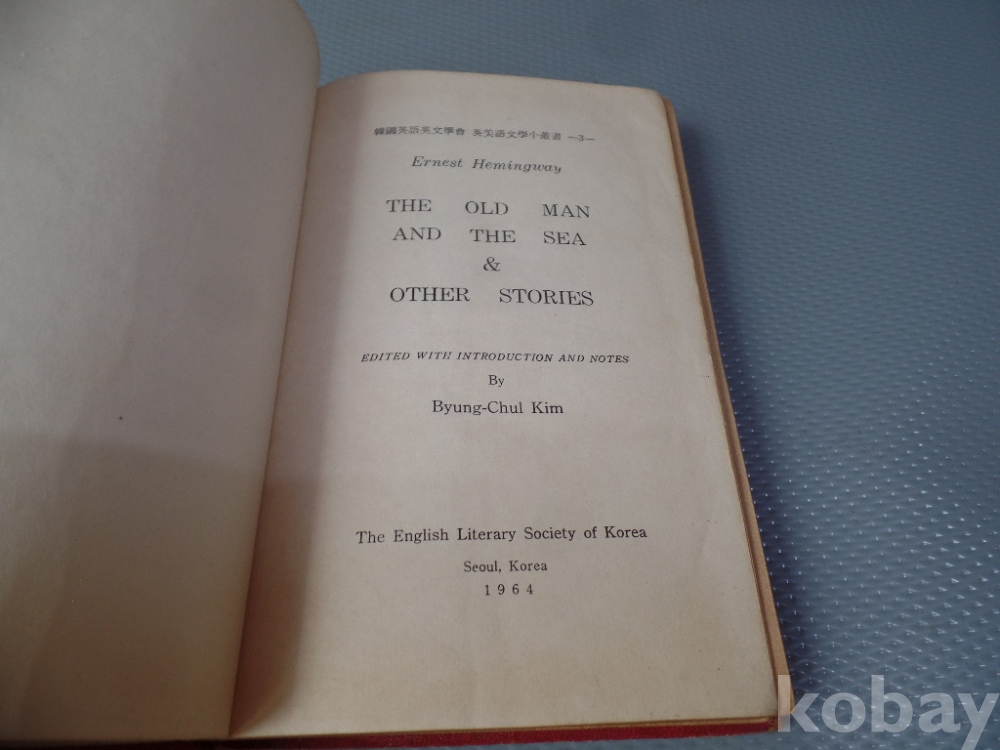 韓國英語英文學會 英美語文學小叢書 —3—
Ernest Hemingway
THE OLD MAN
AND THE SEA
&
OTHER STORIES
EDITED WITH INTRODUCTION AND NOTES
By
Byung-Chul Kim
The English Literary Society of Korea
Seoul, Korea
1964
kobay